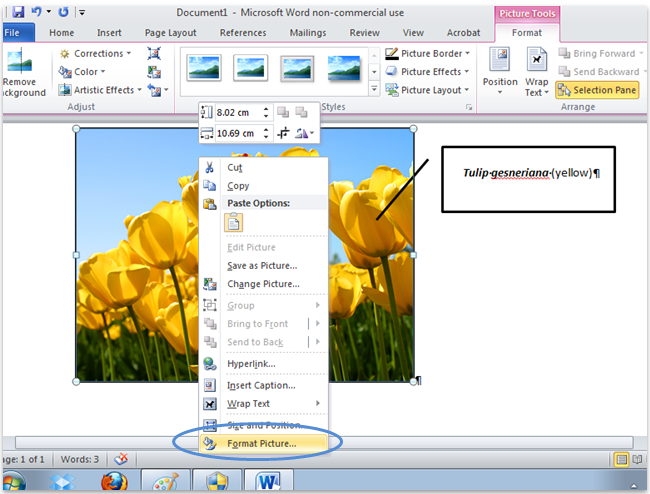 Document1 - Microsoft Word non-commercial use
Picture Tools
File Home Insert Page Layout References Mailings Review View Acrobat Format
Remove
ackground
Corrections
Color
Artistic Effects
Adjust
Styles
Picture Border
Picture Effects
Picture Layout
Position
Wrap
Text
Bring Forward
Send Backward
Selection Pane
Arrange
8.02 cm
10.69 cm
Cut
Copy
Paste Options:
Edit Picture
Save as Picture...
Change Picture...
Group
Bring to Front
Send to Back
Hyperlink...
Insert Caption...
Wrap Text
Size and Position...
Format Picture...
Tulip·gesneriana·(yellow)¶
¶
age: 1 of 1 Words: 3
W